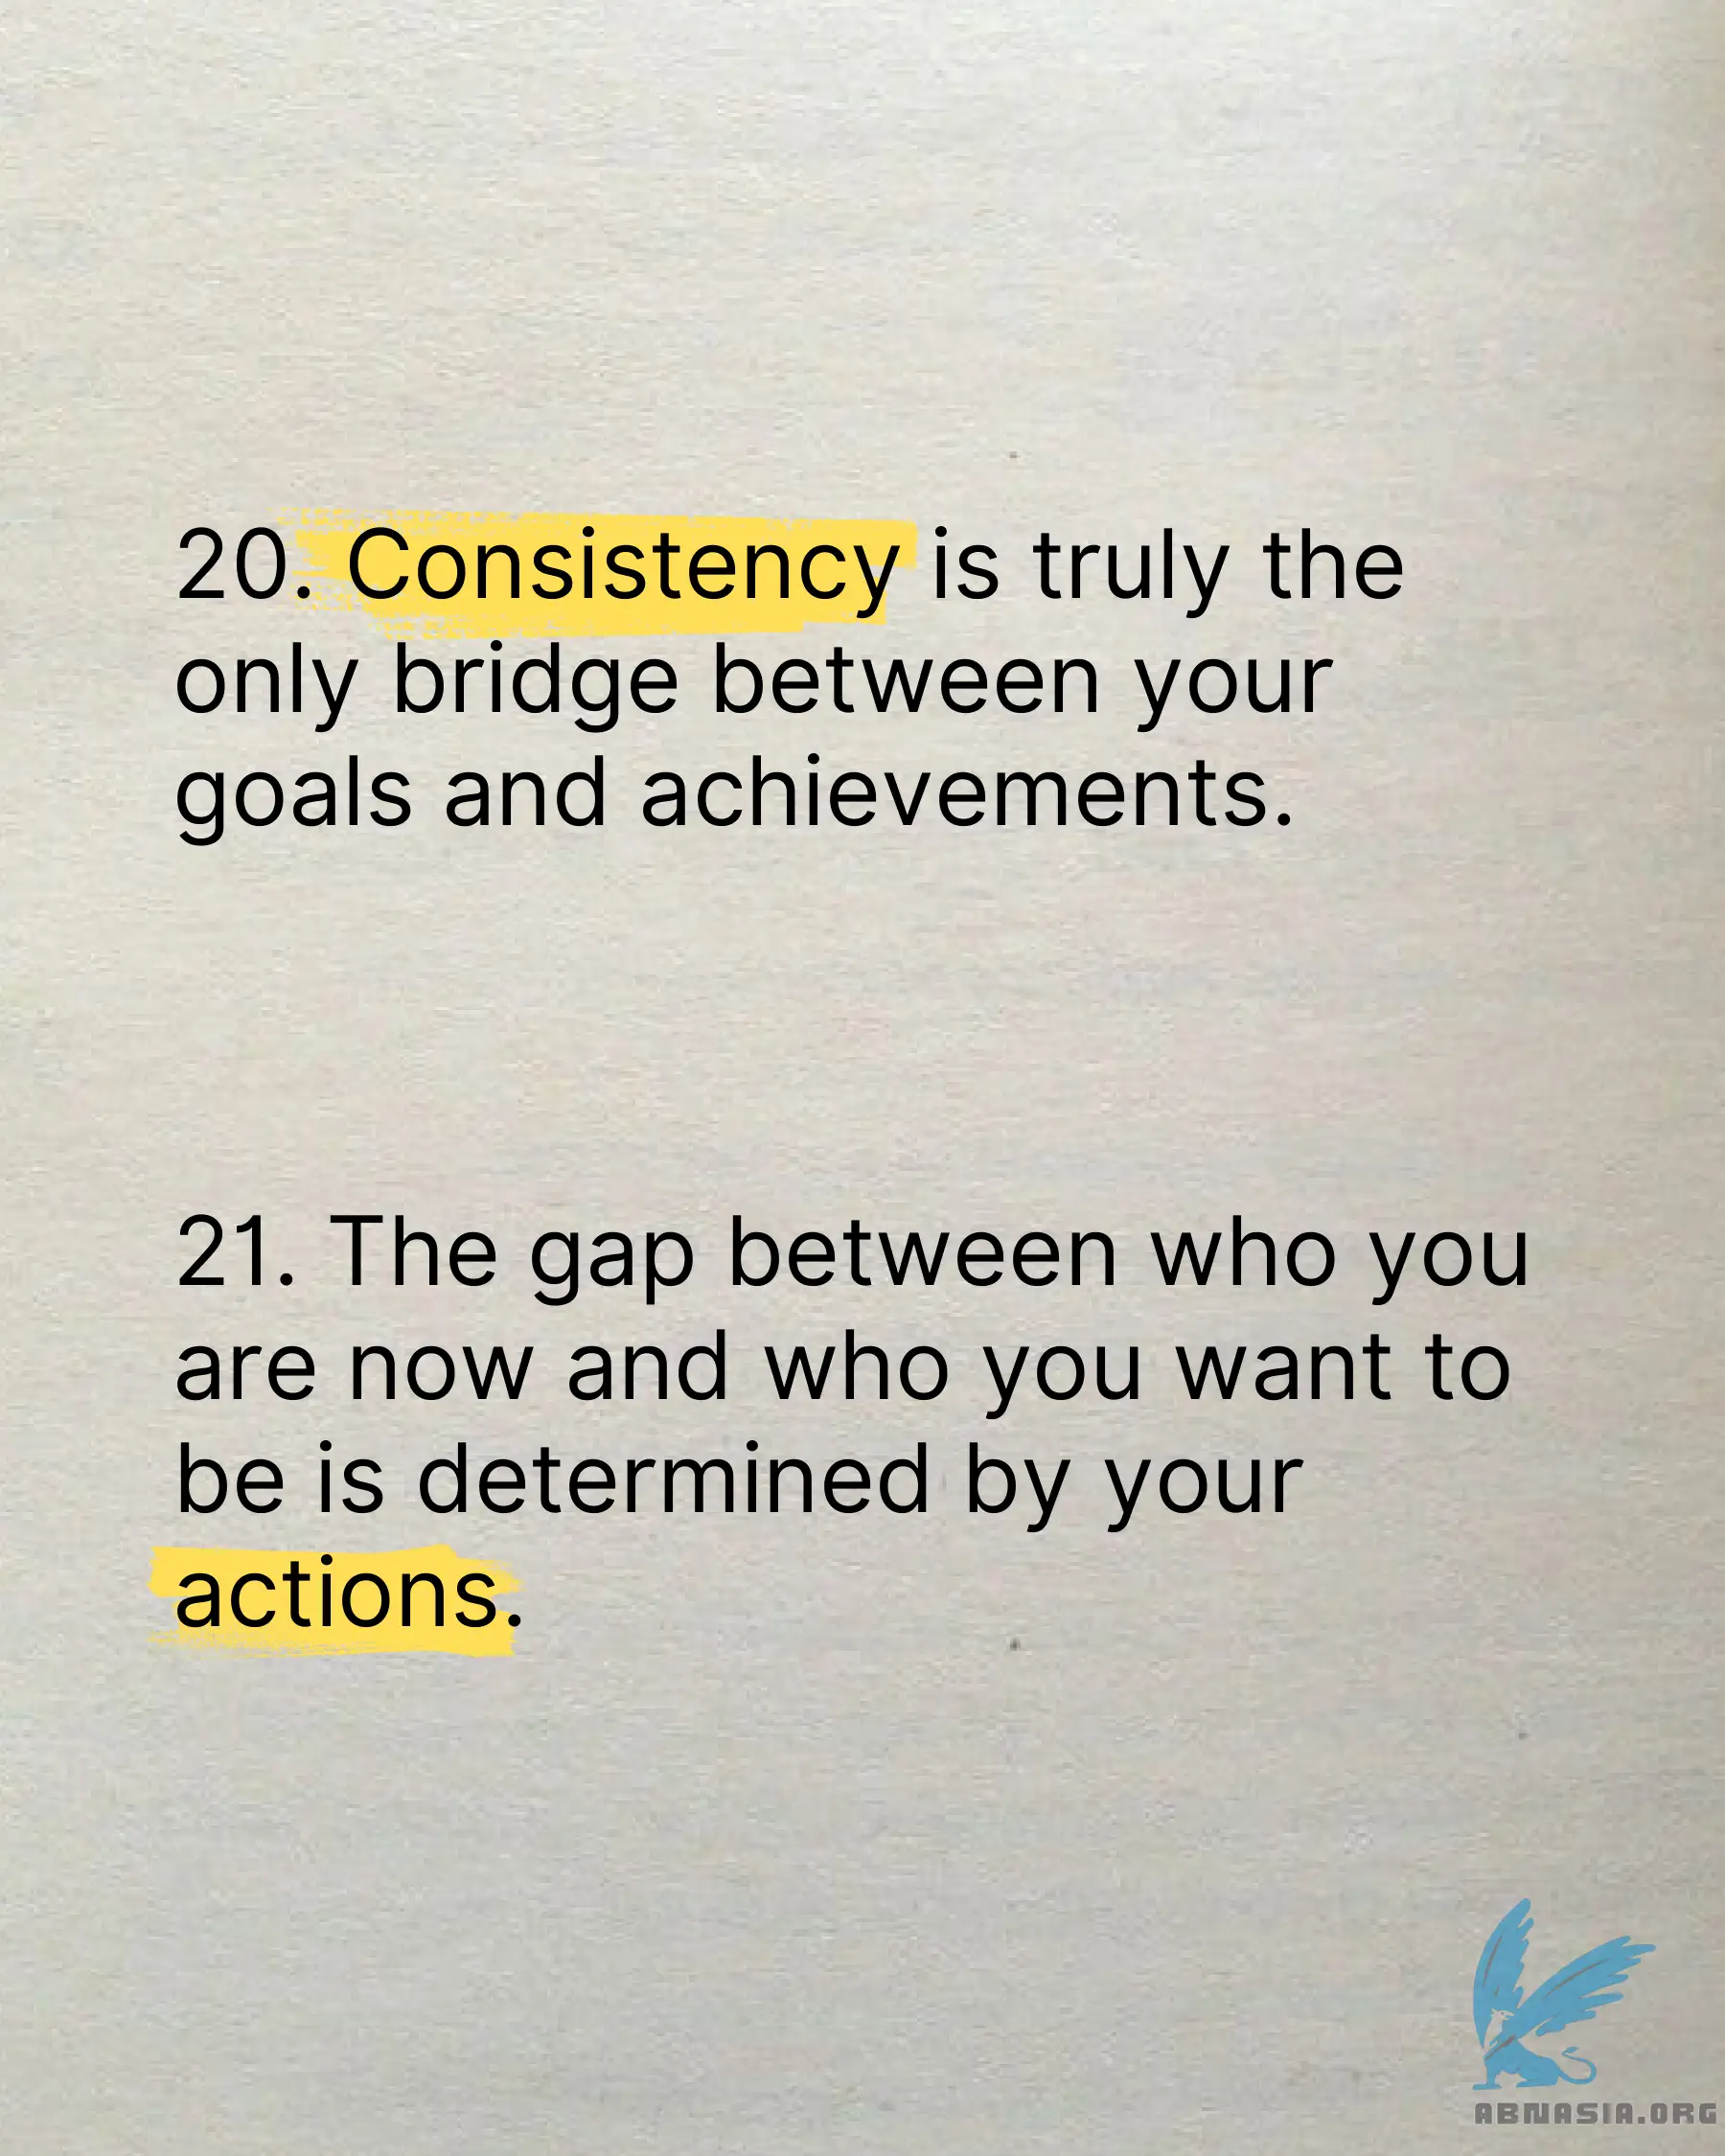 20. Consistency is truly the
only bridge between your
goals and achievements.
21. The gap between who you
are now and who you want to
be is determined by your
actions.
ABNASIA.ORG